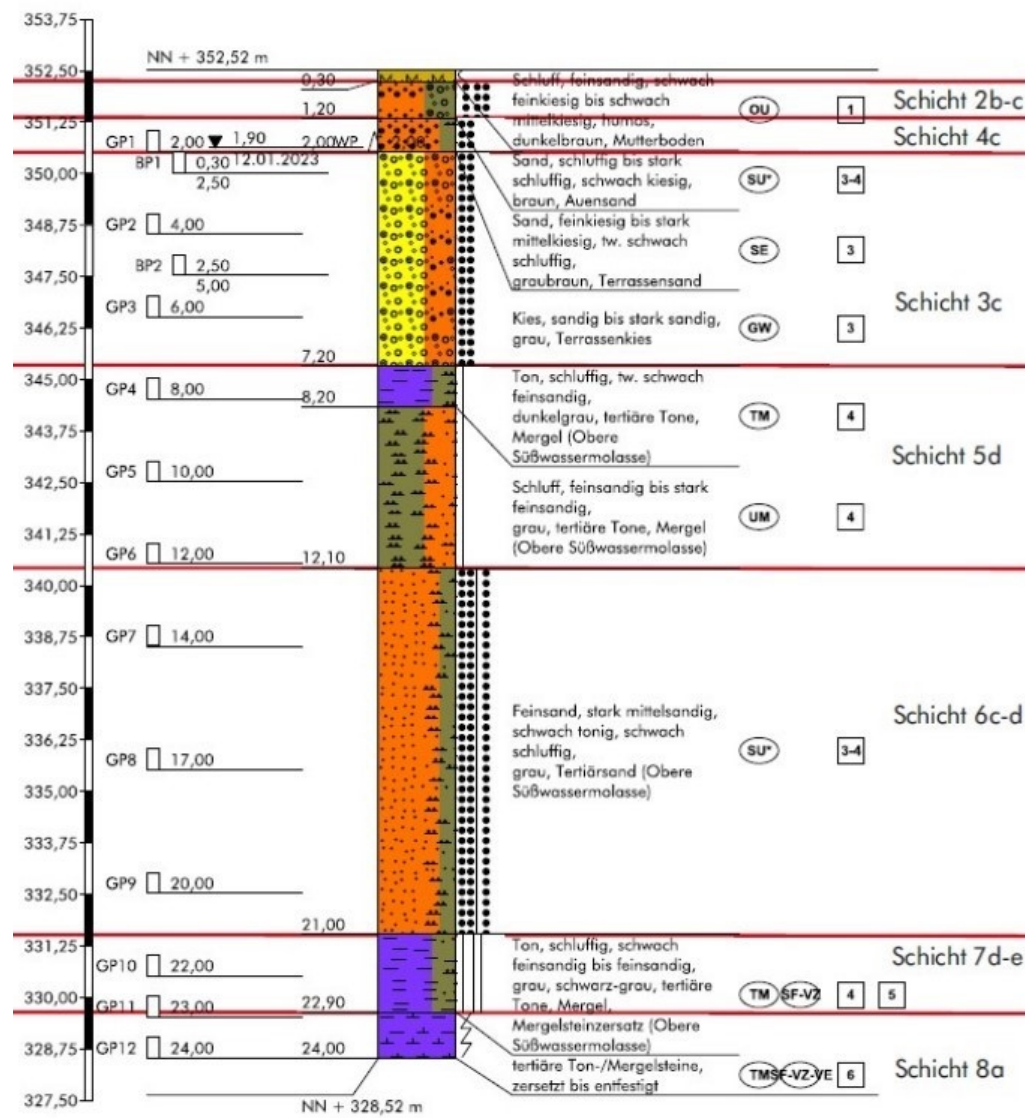 353,75
NN + 352,52 m
352,50
0,30
Schluff, feinsandig, schwach
feinkiesig bis schwach
mittelkiesig, humos,
dunkelbraun, Mutterboden
OU
1
Schicht 2b-c
1,20
351,25
Schicht 4c
GP1
2,00
1,90
2,00WP
12.01.2023
BP1
0,30
2,50
350,00
Sand, schluffig bis stark
schluffig, schwach kiesig,
braun, Auensand
SU*
3-4
GP2
4,00
348,75
Sand, feinkiesig bis stark
mittelkiesig, tw. schwach
schluffig,
graubraun, Terrassensand
SE
3
BP2
2,50
5,00
347,50
Schicht 3c
GP3
6,00
346,25
Kies, sandig bis stark sandig,
grau, Terrassenkies
GW
3
7,20
345,00
GP4
8,00
8,20
Ton, schluffig, tw. schwach
feinsandig,
dunkelgrau, tertiäre Tone,
Mergel (Obere
Süßwassermolasse)
TM
4
343,75
Schicht 5d
GP5
10,00
342,50
Schluff, feinsandig bis stark
feinsandig,
grau, tertiäre Tone, Mergel
(Obere Süßwassermolasse)
UM
4
341,25
GP6
12,00
12,10
340,00
GP7
14,00
338,75
337,50
Schicht 6c-d
Feinsand, stark mittelsandig,
schwach tonig, schwach
schluffig,
grau, Tertiärsand (Obere
Süßwassermolasse)
SU*
3-4
336,25
GP8
17,00
335,00
333,75
GP9
20,00
332,50
21,00
331,25
Ton, schluffig, schwach
feinsandig bis feinsandig,
grau, schwarz-grau, tertiäre
Tone, Mergel,
Mergelsteinzersatz (Obere
Süßwassermolasse)
TM
SF-VZ
4
5
Schicht 7d-e
GP10
22,00
330,00
GP11
23,00
22,90
328,75
GP12
24,00
24,00
tertiäre Ton-/Mergelsteine,
zersetzt bis entfestigt
TM
SF-VZ-VE
6
Schicht 8a
327,50
NN + 328,52 m